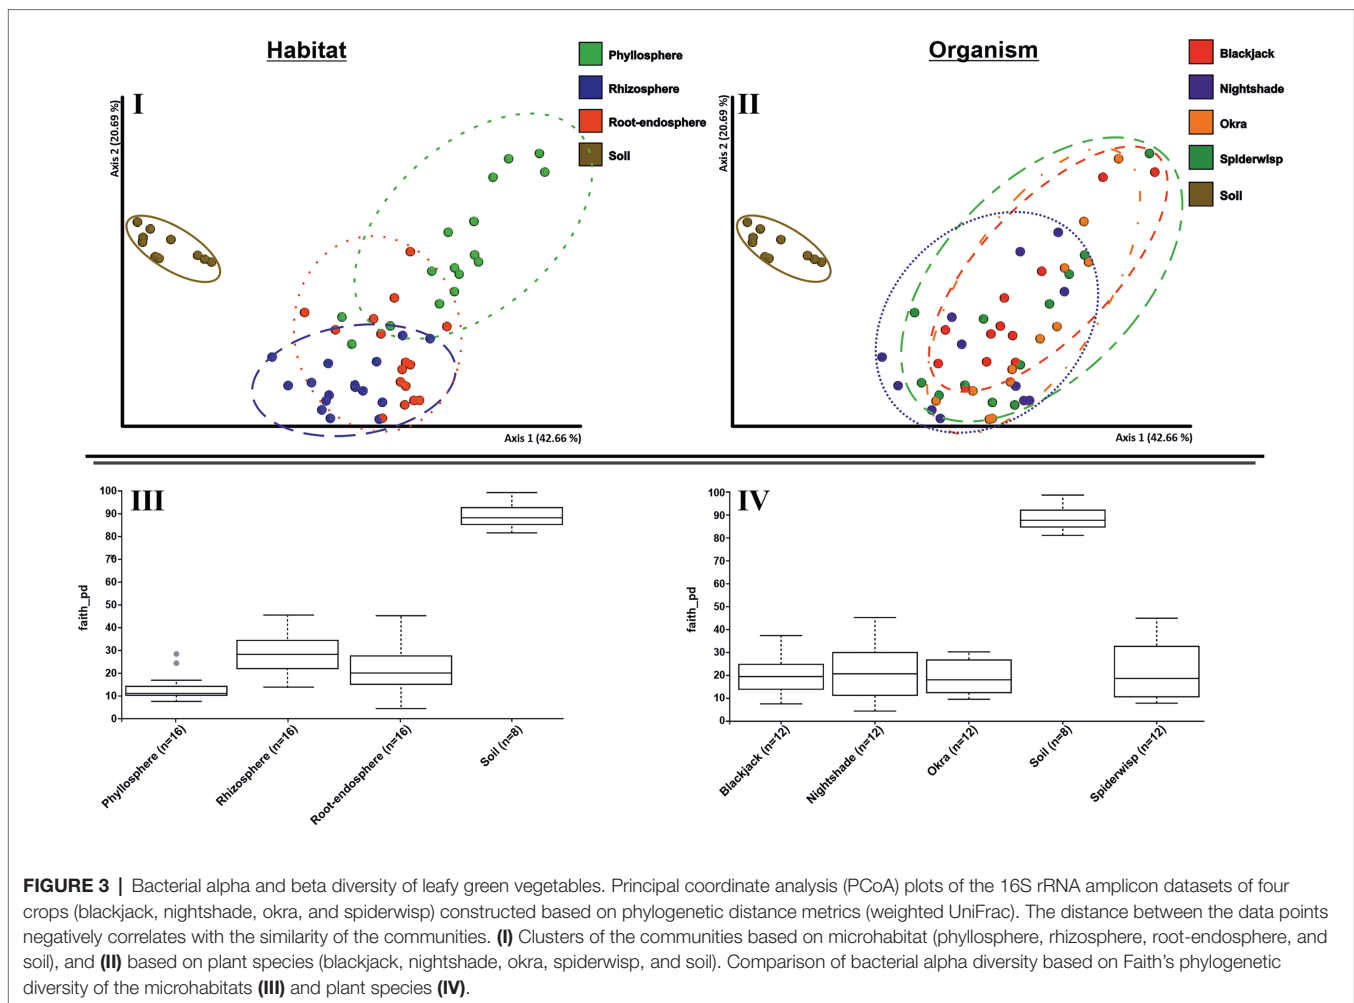 Habitat
Phyllosphere
Rhizosphere
Root-endosphere
Soil
I
Axis 2 (20.69 %)
Axis 1 (42.66 %)
Organism
Blackjack
Nightshade
Okra
Spiderwisp
Soil
II
Axis 2 (20.69 %)
Axis 1 (42.66 %)
III
faith_pd
100
90
80
70
60
50
40
30
20
10
0
Phyllosphere (n=16)
Rhizosphere (n=16)
Root-endosphere (n=16)
Soil (n=8)
IV
faith_pd
100
90
80
70
60
50
40
30
20
10
0
Blackjack (n=12)
Nightshade (n=12)
Okra (n=12)
Soil (n=8)
Spiderwisp (n=12)
FIGURE 3 | Bacterial alpha and beta diversity of leafy green vegetables. Principal coordinate analysis (PCoA) plots of the 16S rRNA amplicon datasets of four
crops (blackjack, nightshade, okra, and spiderwisp) constructed based on phylogenetic distance metrics (weighted UniFrac). The distance between the data points
negatively correlates with the similarity of the communities. (I) Clusters of the communities based on microhabitat (phyllosphere, rhizosphere, root-endosphere, and
soil), and (II) based on plant species (blackjack, nightshade, okra, spiderwisp, and soil). Comparison of bacterial alpha diversity based on Faith's phylogenetic
diversity of the microhabitats (III) and plant species (IV).